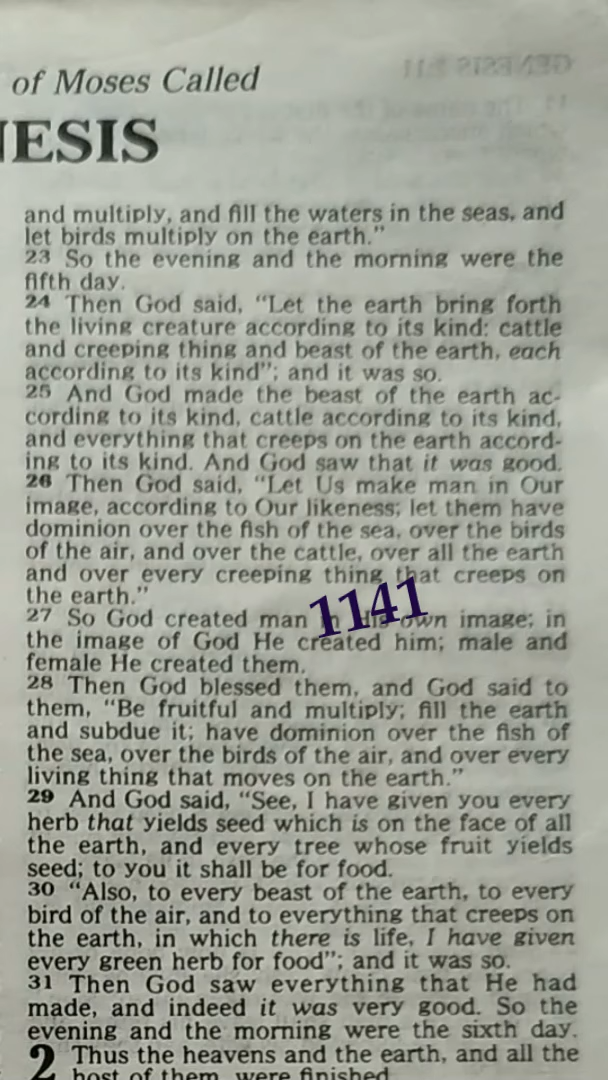 of Moses Called
NESIS
and multiply, and fill the waters in the seas, and
let birds multiply on the earth."
23 So the evening and the morning were the
fifth day.
24 Then God said, "Let the earth bring forth
the living creature according to its kind: cattle
and creeping thing and beast of the earth, each
according to its kind"; and it was so.
25 And God made the beast of the earth ac-
cording to its kind, cattle according to its kind,
and everything that creeps on the earth accord-
ing to its kind. And God saw that it was good.
26 Then God said, "Let Us make man in Our
image, according to Our likeness; let them have
dominion over the fish of the sea, over the birds
of the air, and over the cattle, over all the earth
and over every creeping thing that creeps on
the earth."
1141
27 So God created man own image; in
the image of God He created him; male and
female He created them.
28 Then God blessed them, and God said to
them, "Be fruitful and multiply; fill the earth
and subdue it; have dominion over the fish of
the sea, over the birds of the air, and over every
living thing that moves on the earth."
29 And God said, "See, I have given you every
herb that yields seed which is on the face of all
the earth, and every tree whose fruit yields
seed; to you it shall be for food.
30 "Also, to every beast of the earth, to every
bird of the air, and to everything that creeps on
the earth, in which there is life, I have given
every green herb for food"; and it was so.
31 Then God saw everything that He had
made, and indeed it was very good. So the
evening and the morning were the sixth day.
2 Thus the heavens and the earth, and all the
host of them, were finished